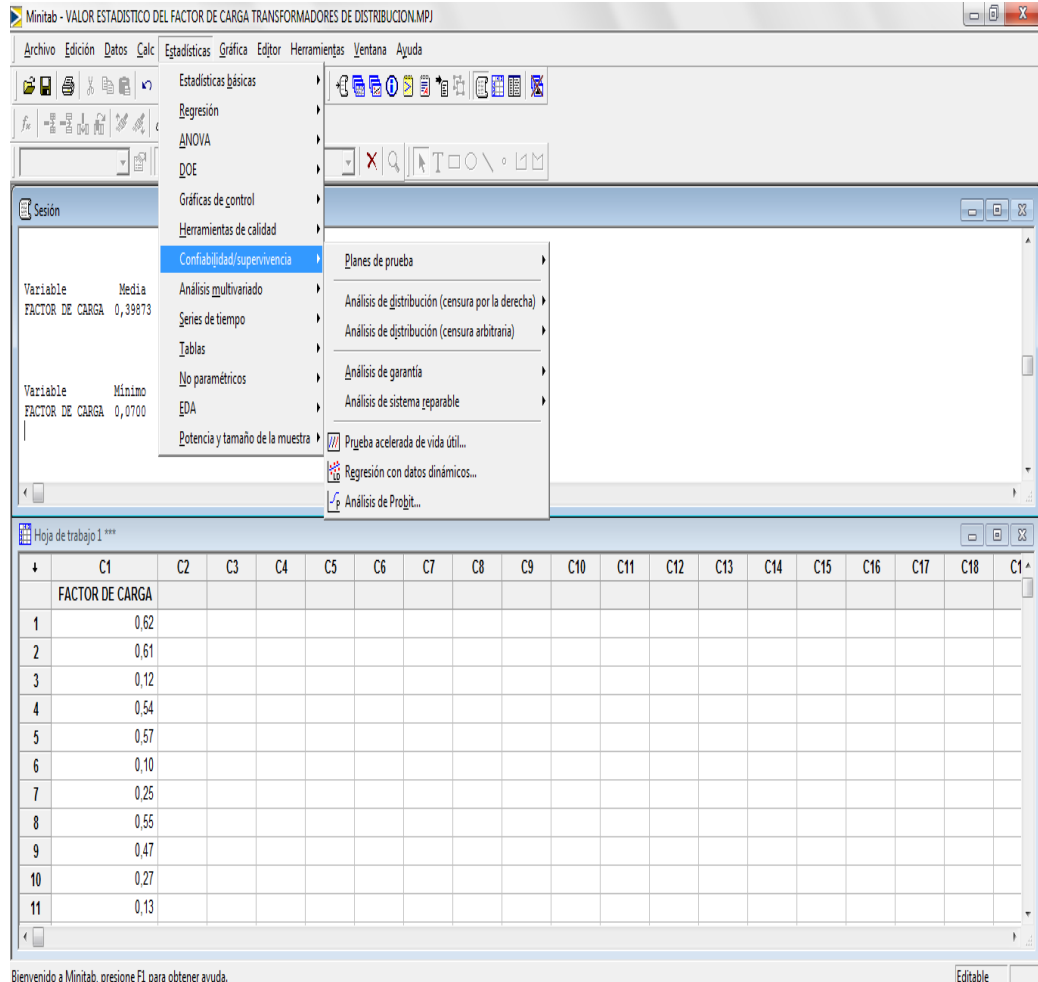 Minitab - VALOR ESTADISTICO DEL FACTOR DE CARGA TRANSFORMADORES DE DISTRIBUCION.MPJ
Archivo Edición Datos Calc Estadísticas Gráfica Editor Herramientas Ventana Ayuda
Estadísticas básicas
Regresión
ANOVA
DOE
Gráficas de control
Herramientas de calidad
Confiabilidad/supervivencia
Análisis multivariado
Series de tiempo
Tablas
No paramétricos
EDA
Potencia y tamaño de la muestra
Planes de prueba
Análisis de distribución (censura por la derecha)
Análisis de distribución (censura arbitraria)
Análisis de garantía
Análisis de sistema reparable
Prueba acelerada de vida útil...
Regresión con datos dinámicos...
Análisis de Probit...
Sesión
Variable Media
FACTOR DE CARGA 0,39873
Variable Mínimo
FACTOR DE CARGA 0,0700
Hoja de trabajo 1 ***
C1 C2 C3 C4 C5 C6 C7 C8 C9 C10 C11 C12 C13 C14 C15 C16 C17 C18 C1
FACTOR DE CARGA
1 0,62
2 0,61
3 0,12
4 0,54
5 0,57
6 0,10
7 0,25
8 0,55
9 0,47
10 0,27
11 0,13
Bienvenido a Minitab, presione F1 para obtener ayuda.
Editable